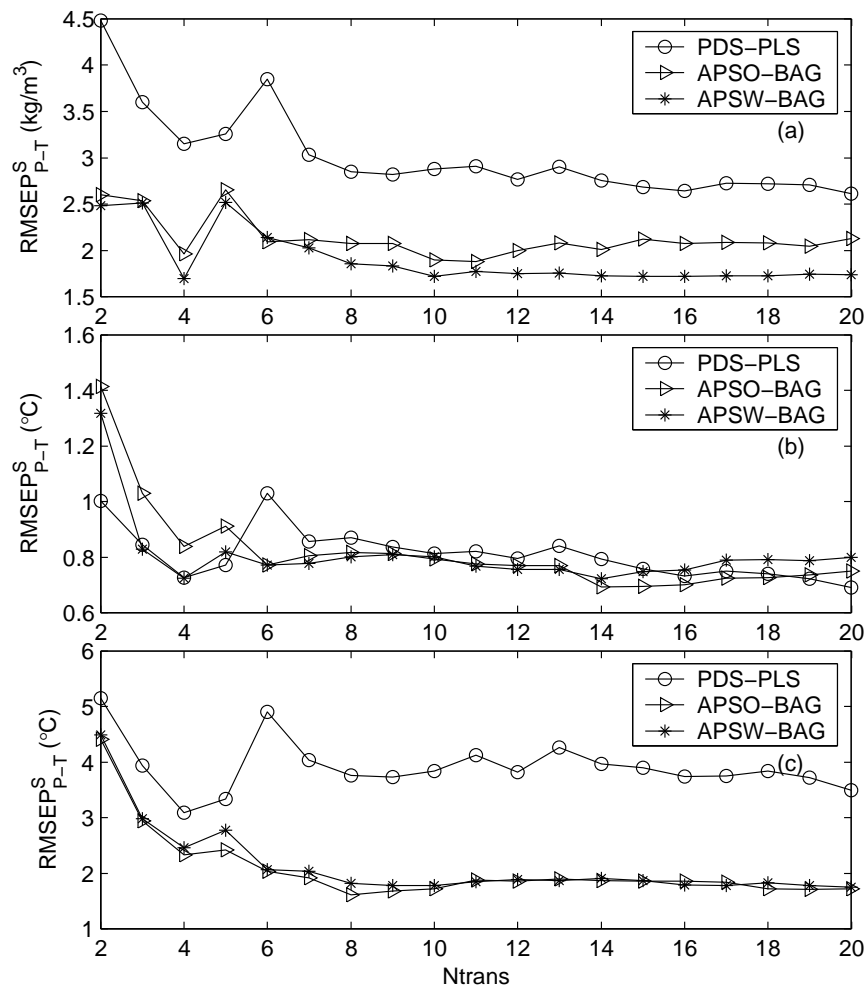 4.5
4
3.5
3
2.5
2
1.5
RMSEP^S_P−T (kg/m^3)
PDS−PLS
APSO−BAG
APSW−BAG
(a)
2 4 6 8 10 12 14 16 18 20
1.6
1.4
1.2
1
0.8
0.6
RMSEP^S_P−T (°C)
PDS−PLS
APSO−BAG
APSW−BAG
(b)
2 4 6 8 10 12 14 16 18 20
6
5
4
3
2
1
RMSEP^S_P−T (°C)
PDS−PLS
APSO−BAG
APSW−BAG
(c)
2 4 6 8 10 12 14 16 18 20
Ntrans